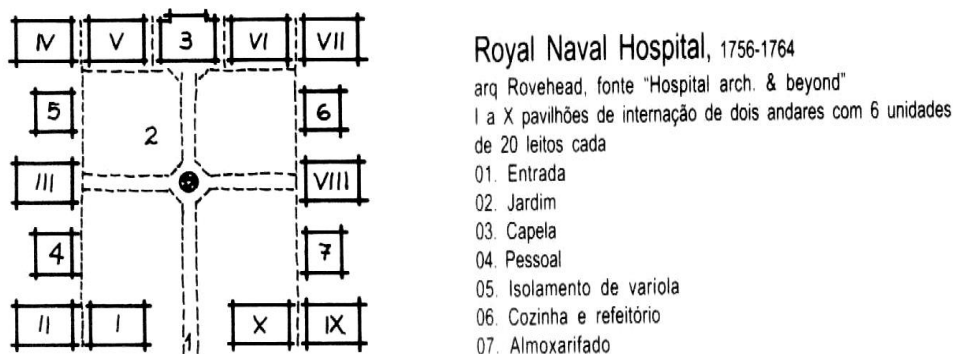 IV V 3 VI VII
5 6
2
III VIII
4 7
II I X IX
1
Royal Naval Hospital, 1756-1764
arq Rovehead, fonte “Hospital arch. & beyond”
I a X pavilhões de internação de dois andares com 6 unidades
de 20 leitos cada
01. Entrada
02. Jardim
03. Capela
04. Pessoal
05. Isolamento de variola
06. Cozinha e refeitório
07. Almoxarifado